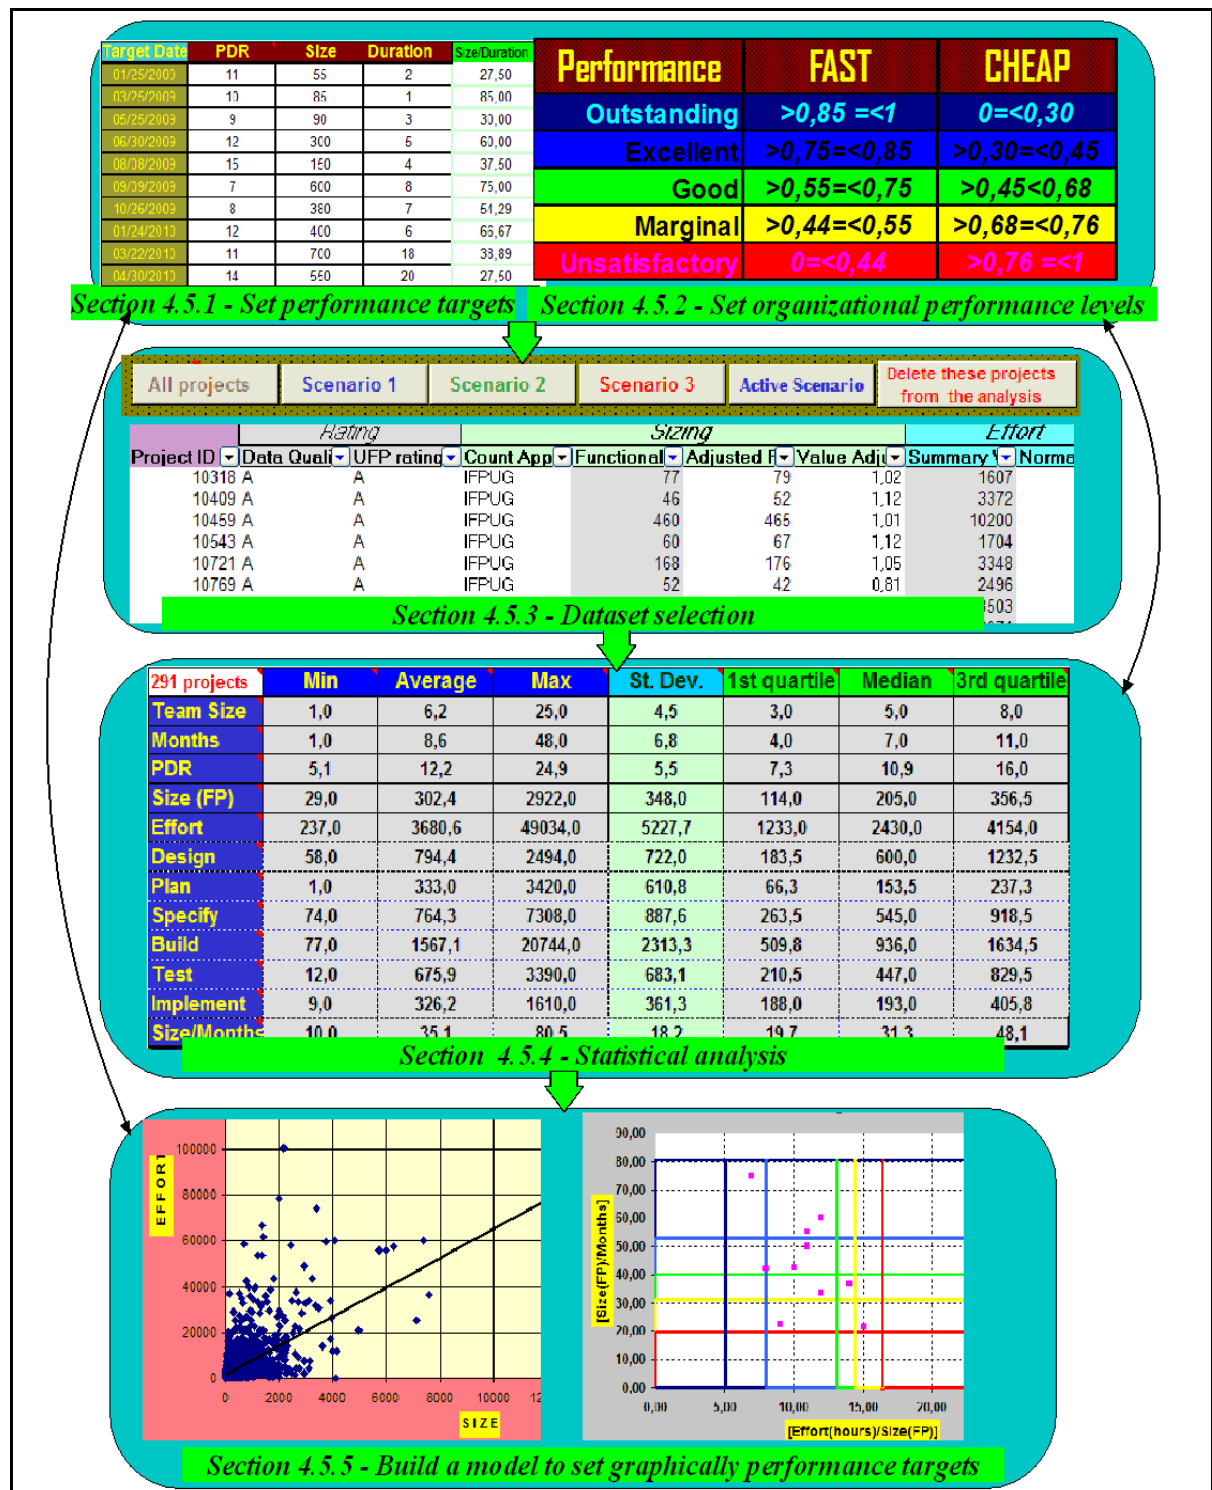 Target Date PDR Size Duration Size/Duration
01/25/2009 11 55 2 27,50
03/25/2009 10 85 1 85,00
05/25/2009 9 90 3 30,00
06/30/2009 12 300 5 60,00
08/08/2009 15 150 4 37,50
09/09/2009 7 600 8 75,00
10/26/2009 8 380 7 54,29
01/24/2010 12 400 6 66,67
03/22/2010 11 700 18 38,89
04/30/2010 14 550 20 27,50
Performance FAST CHEAP
Outstanding >0,85 =<1 0=<0,30
Excellent >0,75=<0,85 >0,30=<0,45
Good >0,55=<0,75 >0,45<0,68
Marginal >0,44=<0,55 >0,68=<0,76
Unsatisfactory 0=<0,44 >0,76 =<1
Section 4.5.1 - Set performance targets
Section 4.5.2 - Set organizational performance levels
All projects Scenario 1 Scenario 2 Scenario 3 Active Scenario Delete these projects
from the analysis
Rating Sizing Effort
Project ID Data Quali UFP rating Count App Functional Adjusted F Value Adju Summary Norma
10318 A A IFPUG 77 79 1,02 1607
10409 A A IFPUG 46 52 1,12 3372
10459 A A IFPUG 460 465 1,01 10200
10543 A A IFPUG 60 67 1,12 1704
10721 A A IFPUG 168 176 1,05 3348
10769 A A IFPUG 52 42 0,81 2496
3503
Section 4.5.3 - Dataset selection
291 projects Min Average Max St. Dev. 1st quartile Median 3rd quartile
Team Size 1,0 6,2 25,0 4,5 3,0 5,0 8,0
Months 1,0 8,6 48,0 6,8 4,0 7,0 11,0
PDR 5,1 12,2 24,9 5,5 7,3 10,9 16,0
Size (FP) 29,0 302,4 2922,0 348,0 114,0 205,0 356,5
Effort 237,0 3680,6 49034,0 5227,7 1233,0 2430,0 4154,0
Design 58,0 794,4 2494,0 722,0 183,5 600,0 1232,5
Plan 1,0 333,0 3420,0 610,8 66,3 153,5 237,3
Specify 74,0 764,3 7308,0 887,6 263,5 545,0 918,5
Build 77,0 1567,1 20744,0 2313,3 509,8 936,0 1634,5
Test 12,0 675,9 3390,0 683,1 210,5 447,0 829,5
Implement 9,0 326,2 1610,0 361,3 188,0 193,0 405,8
Size/Months 10,0 35,1 80,5 18,2 19,7 31,3 48,1
Section 4.5.4 - Statistical analysis
EFFORT
100000
80000
60000
40000
20000
0
0 2000 4000 6000 8000 10000 12
SIZE
[Size(FP)/Months]
90,00
80,00
70,00
60,00
50,00
40,00
30,00
20,00
10,00
0,00
0,00 5,00 10,00 15,00 20,00
[Effort(hours)/Size(FP)]
Section 4.5.5 - Build a model to set graphically performance targets